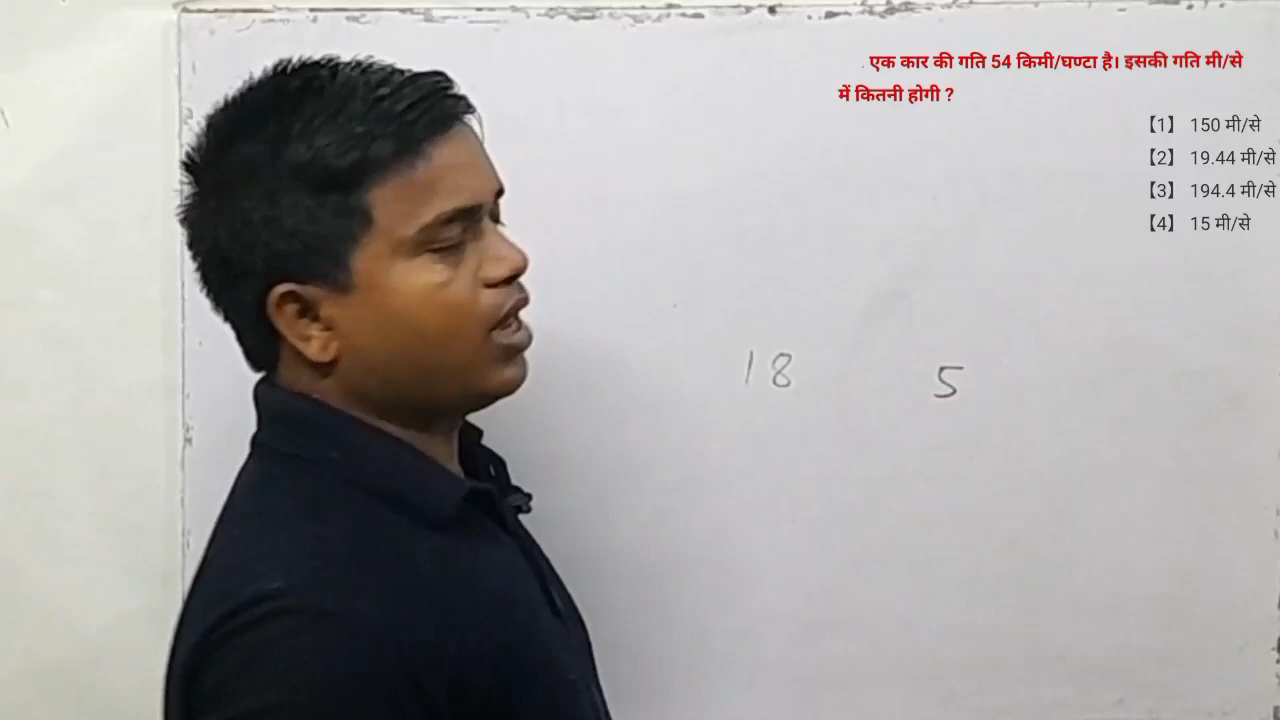 एक कार की गति 54 किमी/घण्टा है। इसकी गति मी/से
में कितनी होगी ?
【1】 150 मी/से
【2】 19.44 मी/से
【3】 194.4 मी/से
【4】 15 मी/से
18 5